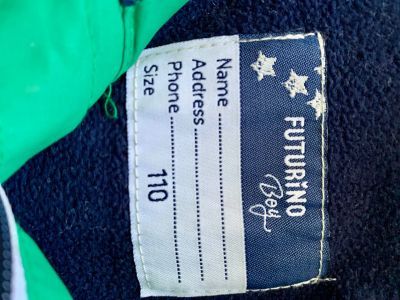 FUTURINO
Boy
Name ..................
Address ..................
Phone ..................
Size 110